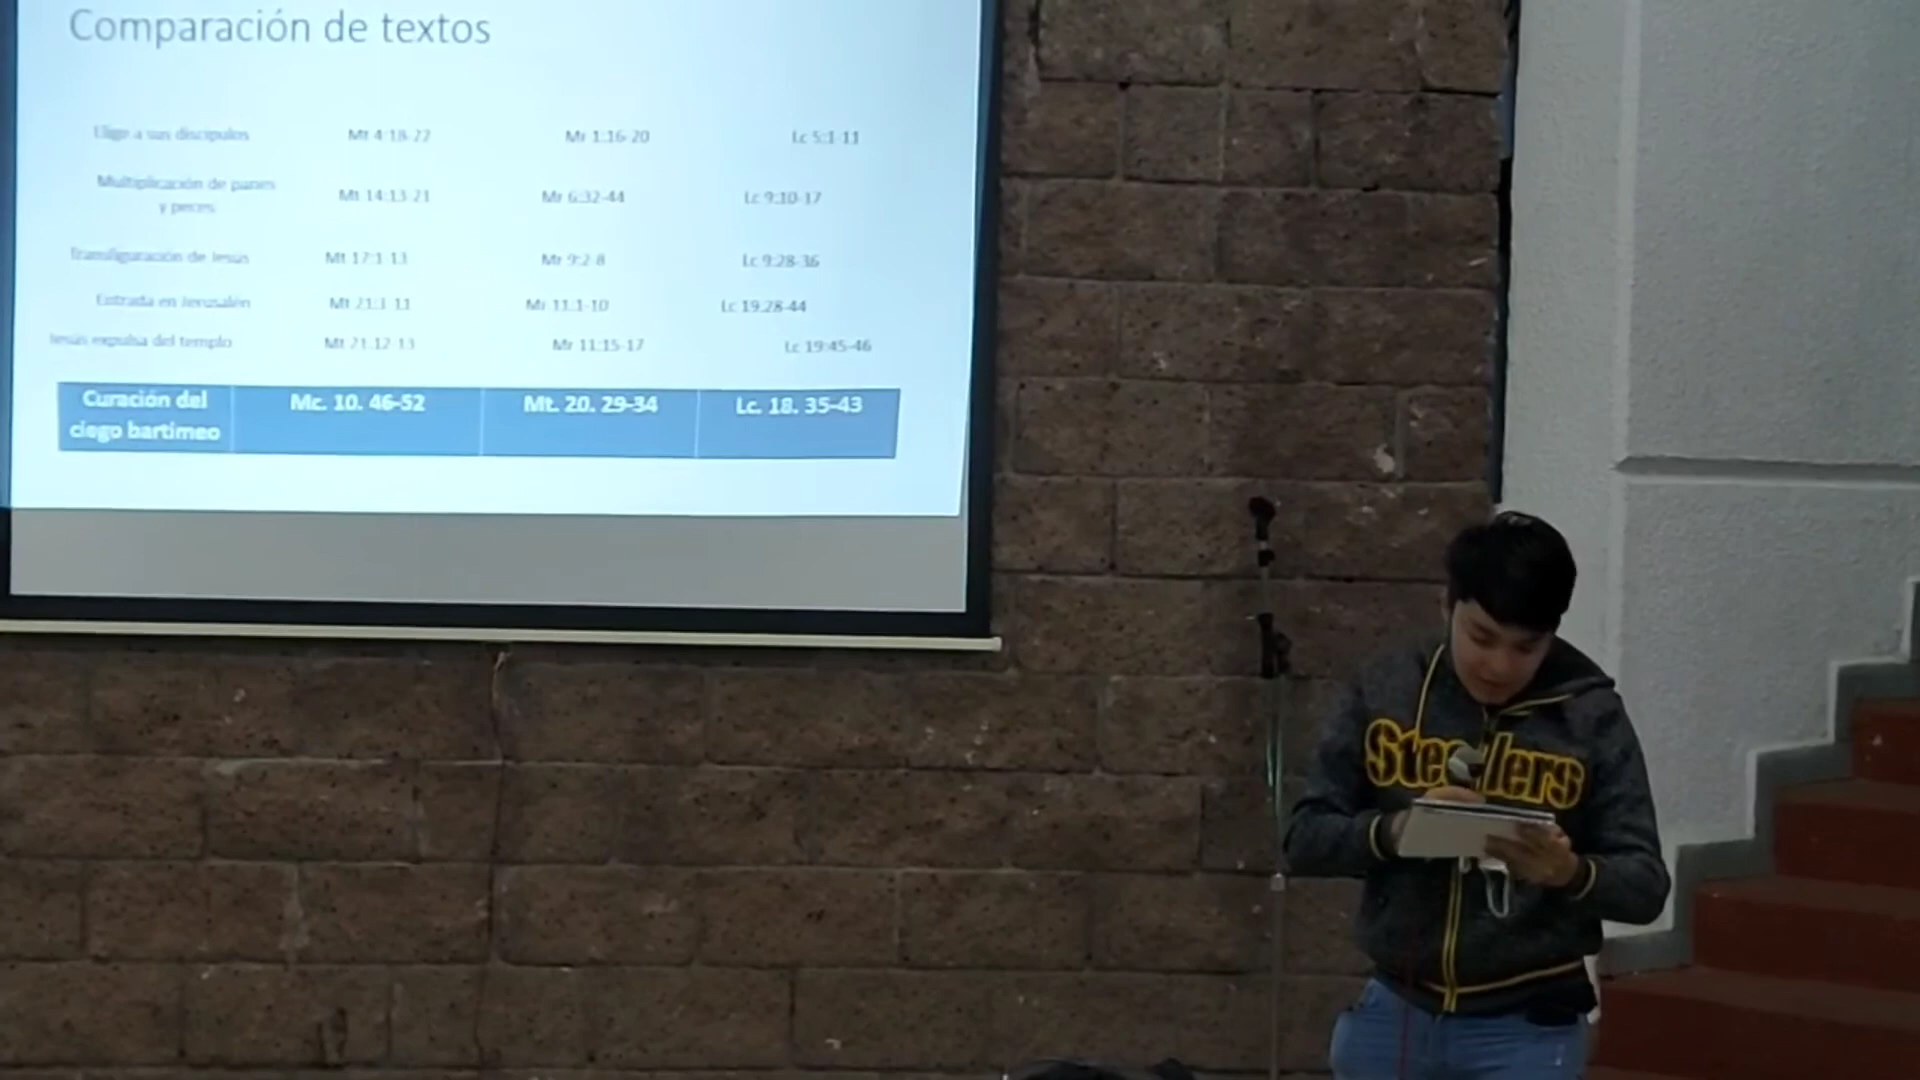 Comparación de textos
Elige a sus discípulos Mt 4:18-22 Mr 1:16-20 Lc 5:1-11
Multiplicación de panes
y peces
Mt 14:13-21 Mr 6:32-44 Lc 9:10-17
Transfiguración de Jesús Mt 17:1-13 Mr 9:2-8 Lc 9:28-36
Entrada en Jerusalén Mt 21:1-11 Mr 11:1-10 Lc 19:28-44
Jesús expulsa del templo Mt 21:12-13 Mr 11:15-17 Lc 19:45-46
Curación del
ciego bartimeo
Mc. 10. 46-52 Mt. 20. 29-34 Lc. 18. 35-43
Steelers